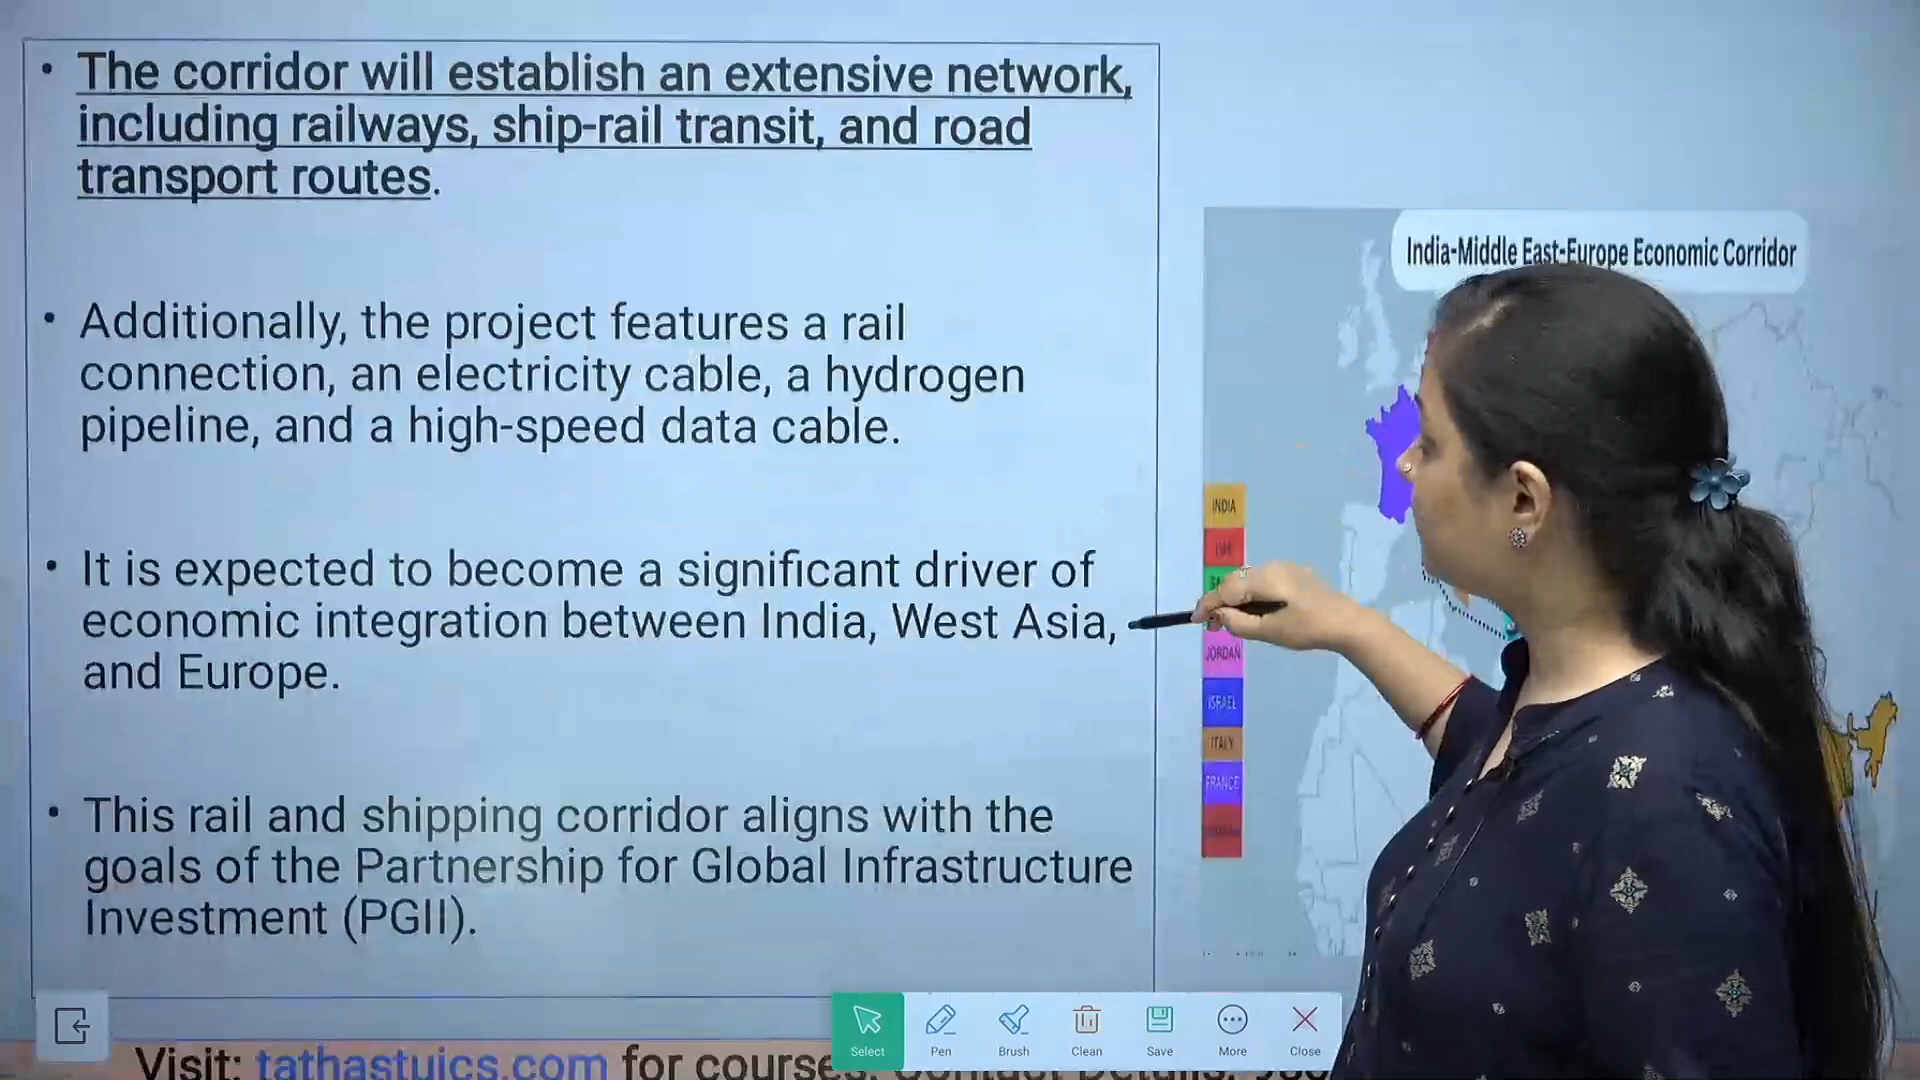 • The corridor will establish an extensive network,
including railways, ship-rail transit, and road
transport routes.
• Additionally, the project features a rail
connection, an electricity cable, a hydrogen
pipeline, and a high-speed data cable.
• It is expected to become a significant driver of
economic integration between India, West Asia,
and Europe.
• This rail and shipping corridor aligns with the
goals of the Partnership for Global Infrastructure
Investment (PGII).
India-Middle East-Europe Economic Corridor
INDIA
JORDAN
ISRAEL
ITALY
FRANCE
Select Pen Brush Clean Save More Close
Visit: tathastuics.com for courses. Contact Details: